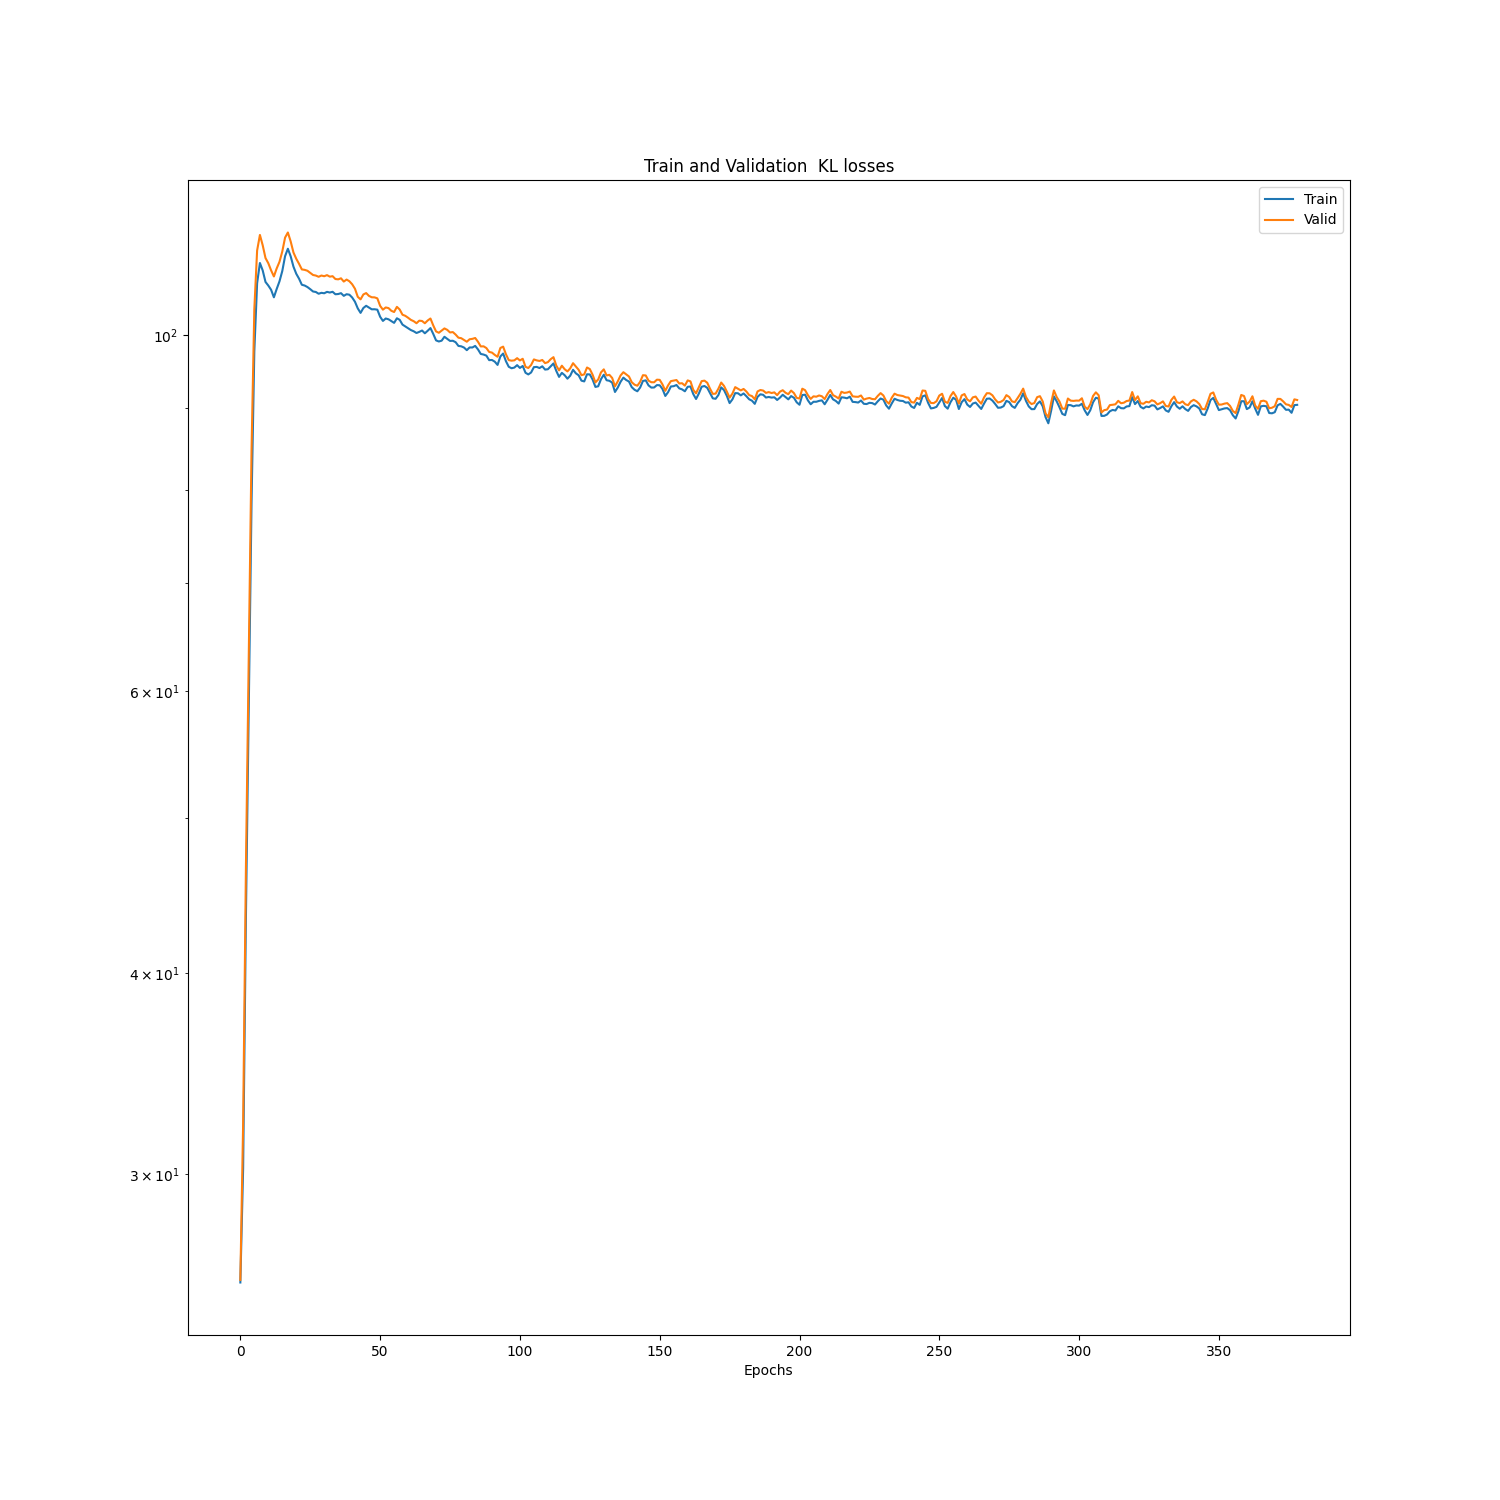 Train and Validation  KL losses
Train
Valid
10²
6 × 10¹
4 × 10¹
3 × 10¹
0 50 100 150 200 250 300 350
Epochs